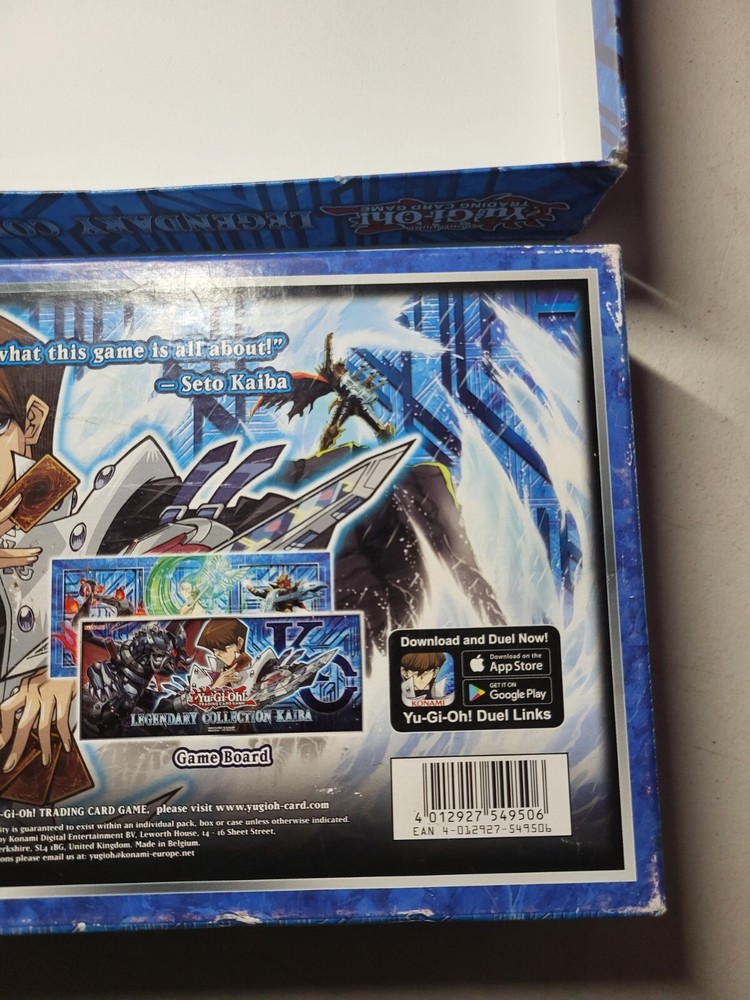 Yu-Gi-Oh!
TRADING CARD GAME
LEGENDARY CO
what this game is all about!"
– Seto Kaiba
Yu-Gi-Oh!
TRADING CARD GAME
LEGENDARY COLLECTION KAIBA
Game Board
Download and Duel Now!
Download on the
App Store
GET IT ON
Google Play
KONAMI
Yu-Gi-Oh! Duel Links
-Gi-Oh! TRADING CARD GAME, please visit www.yugioh-card.com
ity is guaranteed to exist within an individual pack, box or case unless otherwise indicated.
by Konami Digital Entertainment BV, Leworth House, 14 - 16 Sheet Street,
erkshire, SL4 1BG, United Kingdom. Made in Belgium.
ons please email us at: yugioh@konami-europe.net
4 012927 549506
EAN 4-012927-549506